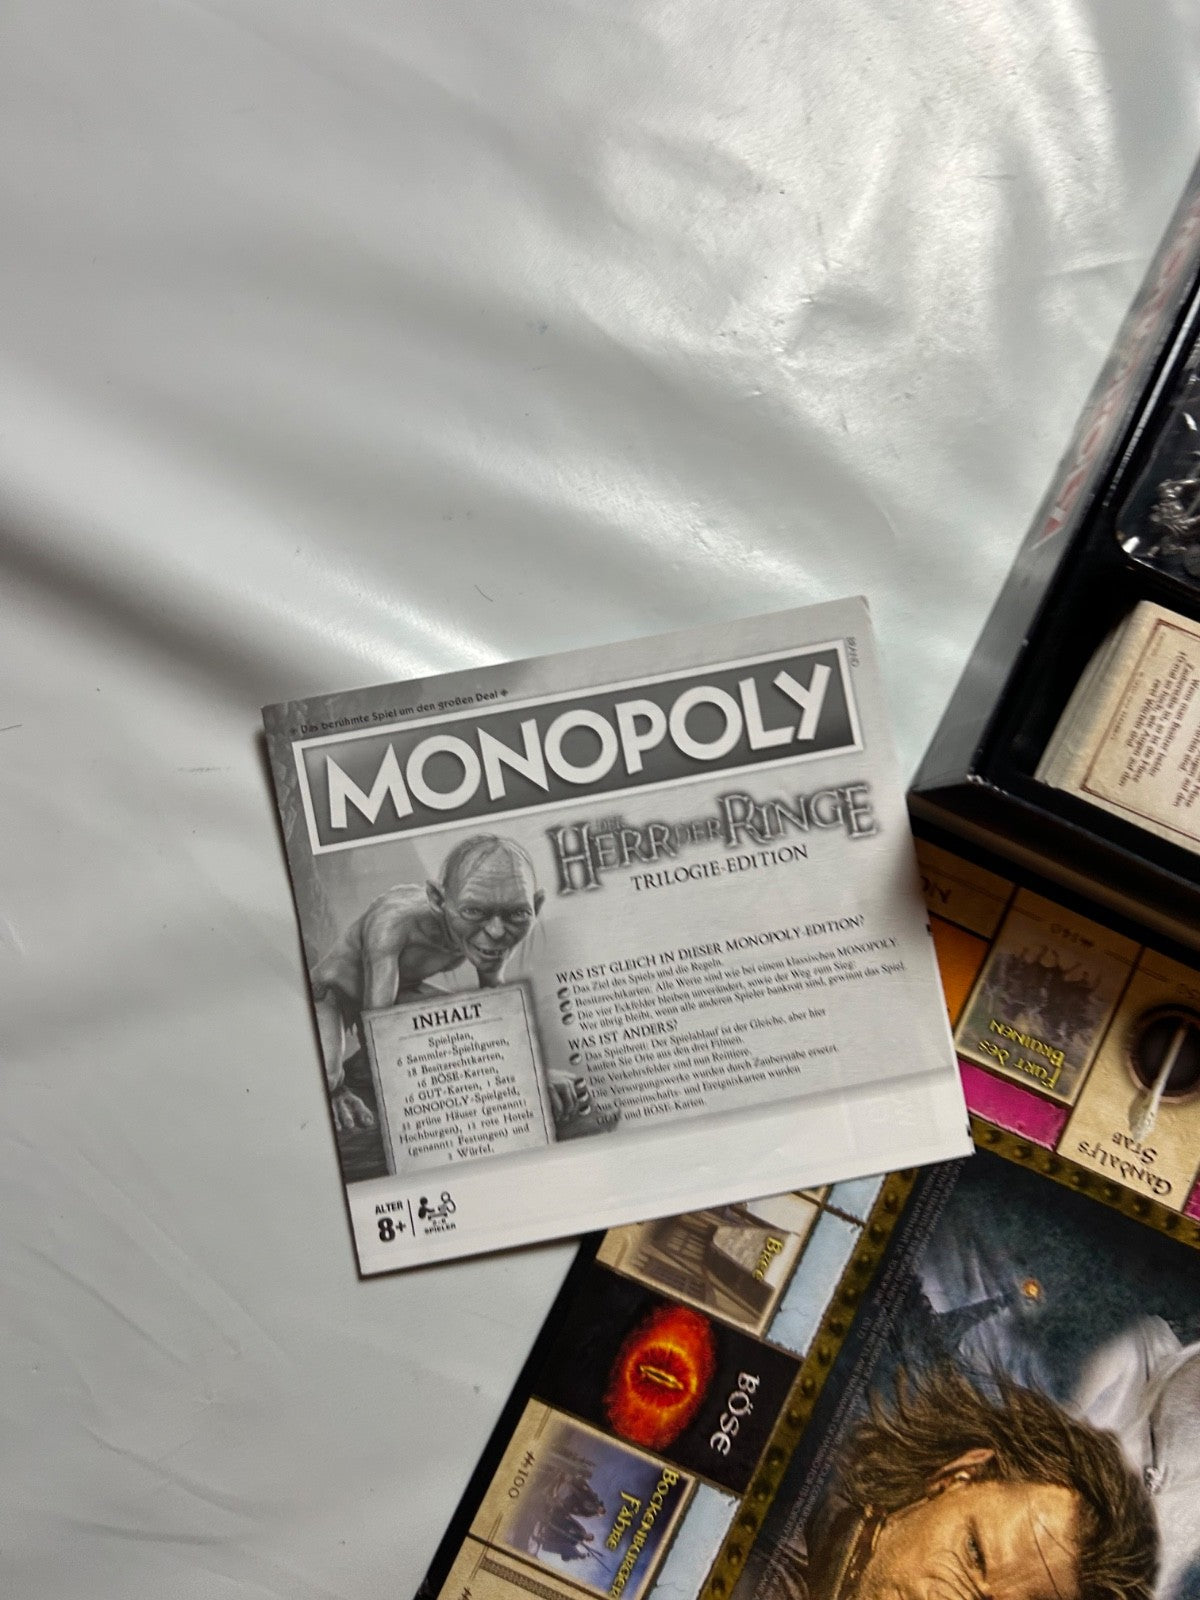 Das berühmte Spiel um den großen Deal
BRAND
MONOPOLY
DER
HERR DER RINGE
TRILOGIE-EDITION
WAS IST GLEICH IN DIESER MONOPOLY-EDITION?
Das Ziel des Spiels und die Regeln.
Besitzrechtkarten: Alle Werte sind wie bei einem klassischen MONOPOLY.
Die vier Eckfelder bleiben unverändert, sowie der Weg zum Sieg:
Wer übrig bleibt, wenn alle anderen Spieler bankrott sind, gewinnt das Spiel.
WAS IST ANDERS?
Das Spielbrett: Der Spielablauf ist der Gleiche, aber hier
kaufen Sie Orte aus den drei Filmen.
Die Verkehrsfelder sind nun Reittiere.
Die Versorgungswerke wurden durch Zauberstäbe ersetzt.
Aus Gemeinschafts- und Ereigniskarten wurden
GUT und BÖSE-Karten.
INHALT
Spielplan,
6 Sammler-Spielfiguren,
28 Besitzrechtkarten,
16 BÖSE-Karten,
16 GUT-Karten, 1 Satz
MONOPOLY-Spielgeld,
32 grüne Häuser (genannt:
Hochburgen), 12 rote Hotels
(genannt: Festungen) und
2 Würfel.
ALTER
8+
2-6
SPIELER
140
FURT DES
BRUINEN
GANDALFS
STAB
BREE
BÖSE
100
BOCKENBURGER
FÄHRE